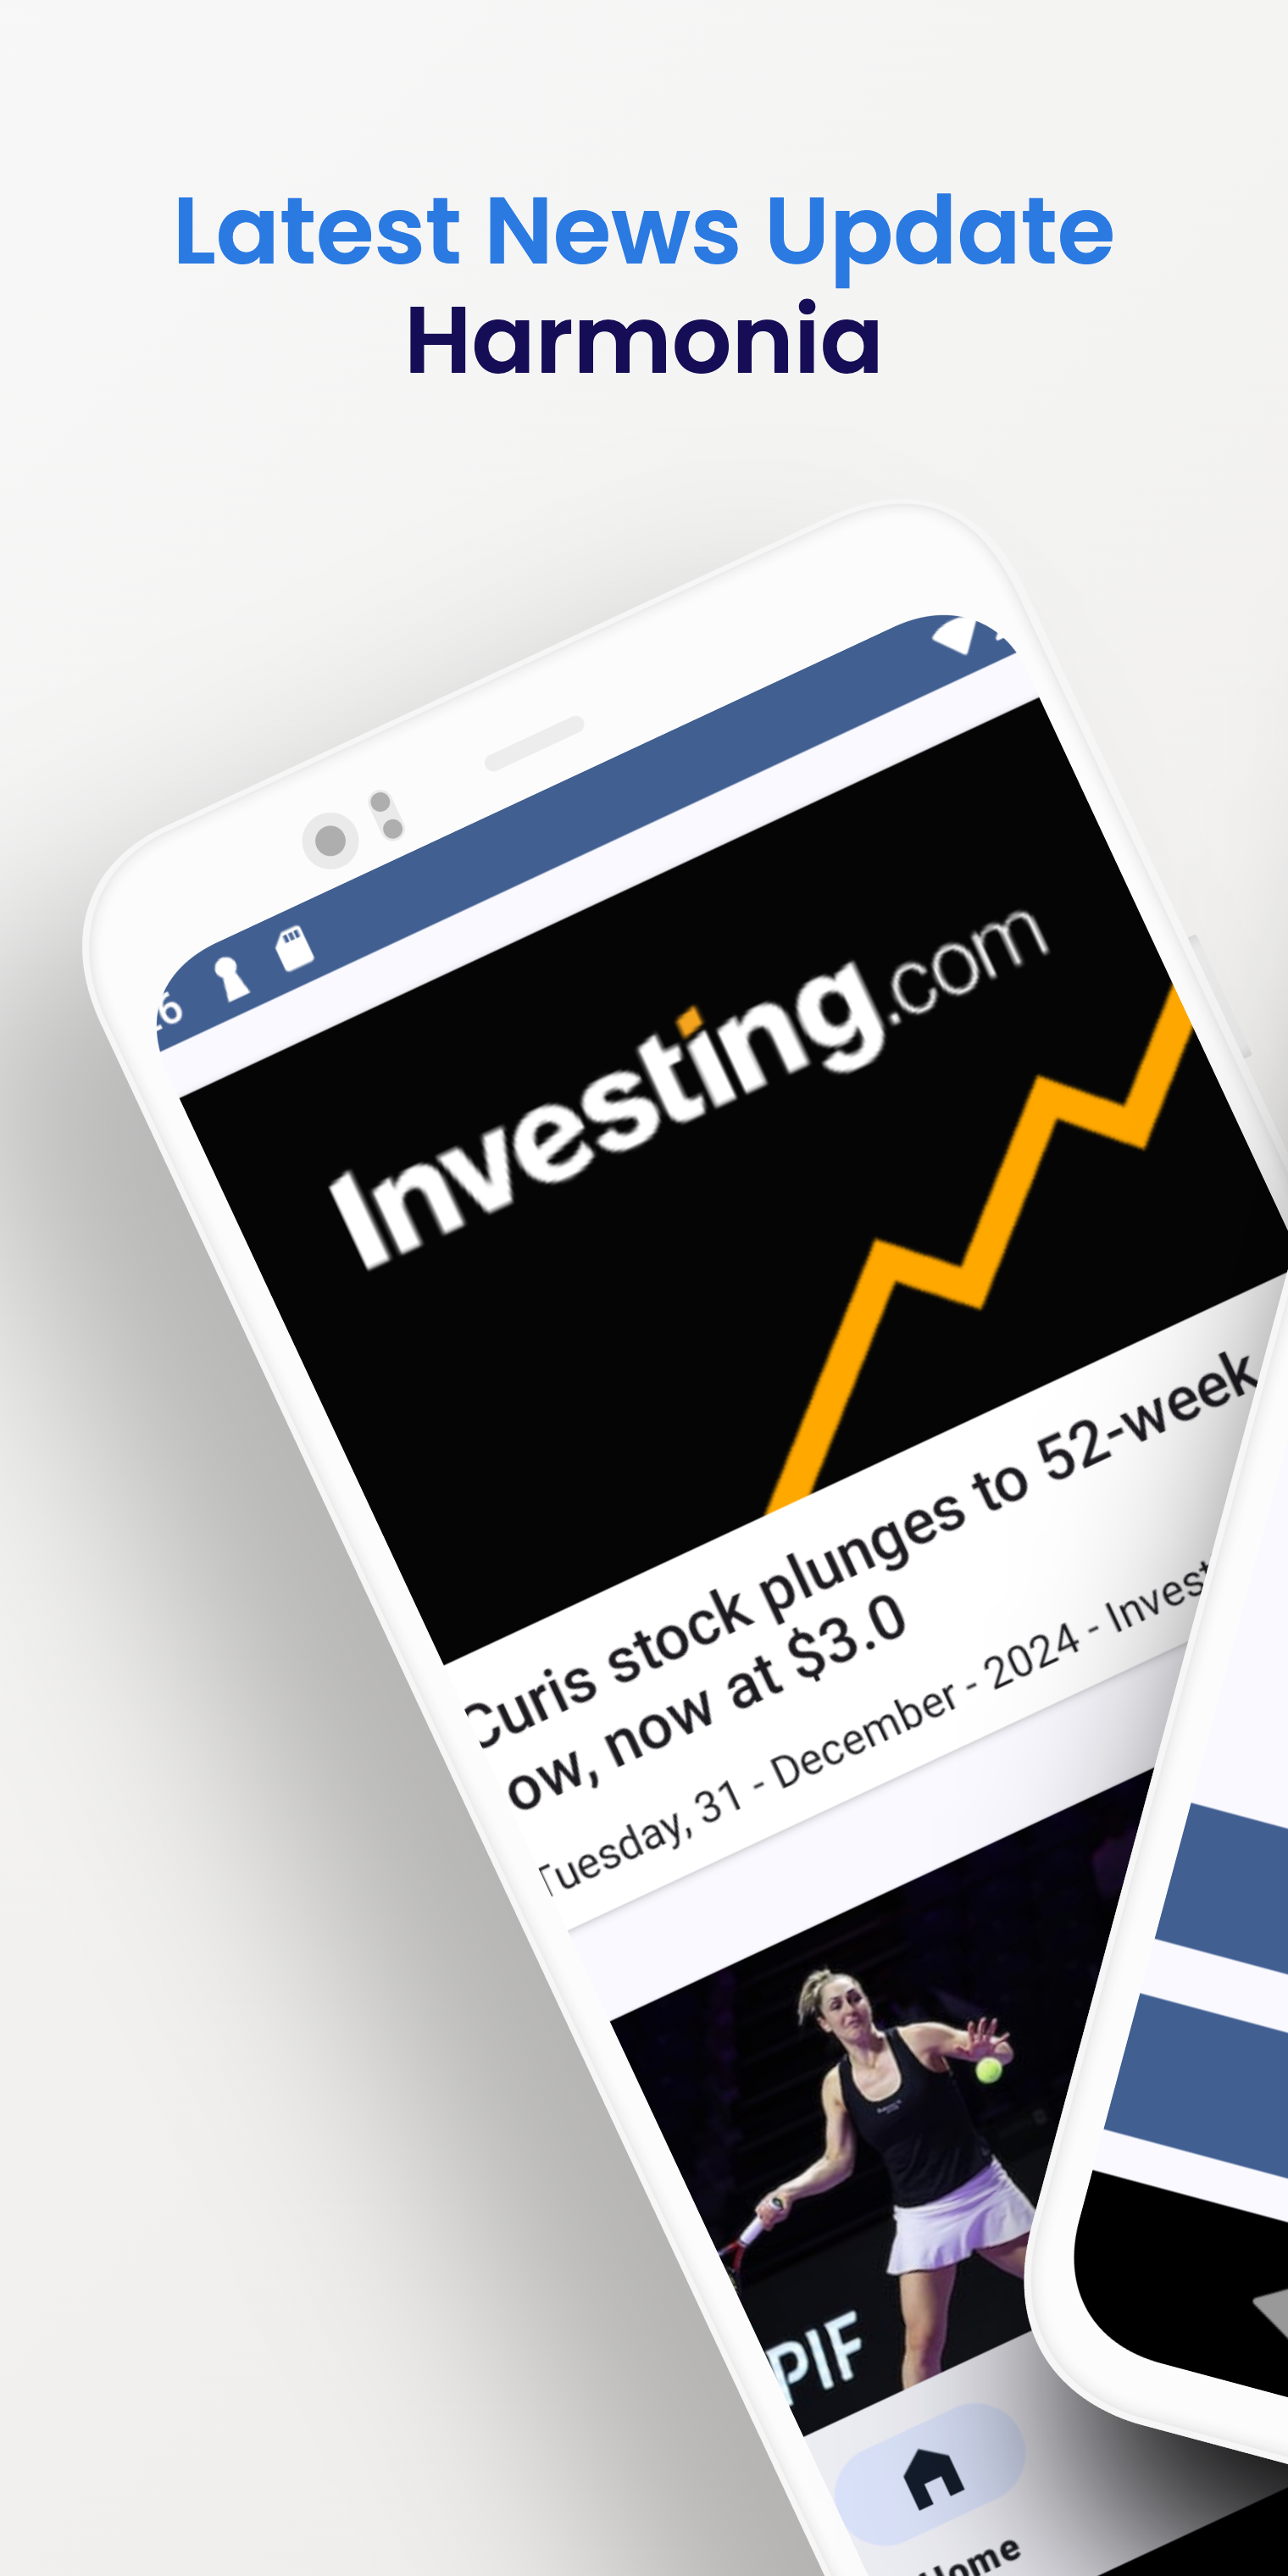 Latest News Update
Harmonia
Investing.com
Curis stock plunges to 52-week
ow, now at $3.0
Tuesday, 31 - December - 2024 - Invest
PIF
Home